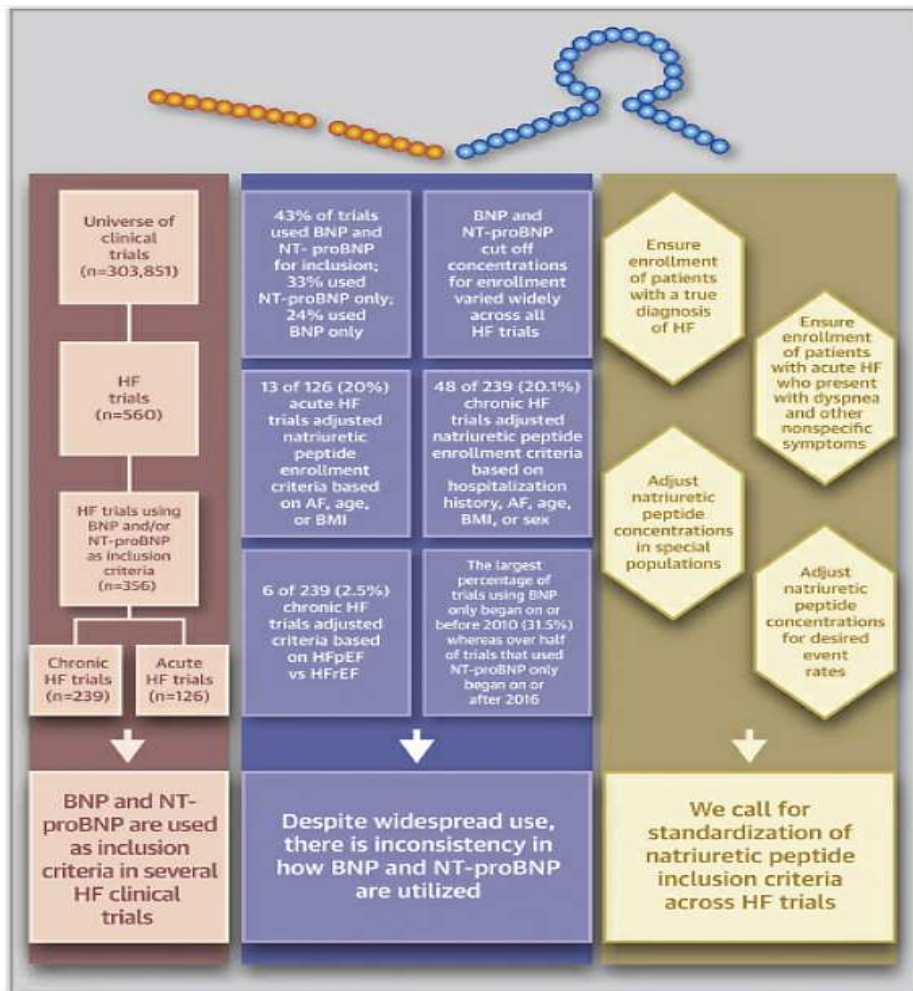 Universe of
clinical
trials
(n=303,851)
HF
trials
(n=560)
HF trials using
BNP and/or
NT-proBNP
as inclusion
criteria
(n=356)
Chronic
HF trials
(n=239)
Acute
HF trials
(n=126)
BNP and NT-
proBNP are used
as inclusion
criteria in several
HF clinical
trials
43% of trials
used BNP and
NT- proBNP
for inclusion;
33% used
NT-proBNP only;
24% used
BNP only
BNP and
NT-proBNP
cut off
concentrations
for enrollment
varied widely
across all
HF trials
13 of 126 (20%)
acute HF
trials adjusted
natriuretic
peptide
enrollment
criteria based
on AF, age,
or BMI
48 of 239 (20.1%)
chronic HF
trials adjusted
natriuretic peptide
enrollment criteria
based on
hospitalization
history, AF, age,
BMI, or sex
6 of 239 (2.5%)
chronic HF
trials adjusted
criteria based
on HFpEF
vs HFrEF
The largest
percentage of
trials using BNP
only began on or
before 2010 (31.5%)
whereas over half
of trials that used
NT-proBNP only
began on or
after 2016
Despite widespread use,
there is inconsistency in
how BNP and NT-proBNP
are utilized
Ensure
enrollment
of patients
with a true
diagnosis
of HF
Ensure
enrollment
of patients
with acute HF
who present
with dyspnea
and other
nonspecific
symptoms
Adjust
natriuretic
peptide
concentrations
in special
populations
Adjust
natriuretic
peptide
concentrations
for desired
event
rates
We call for
standardization of
natriuretic peptide
inclusion criteria
across HF trials